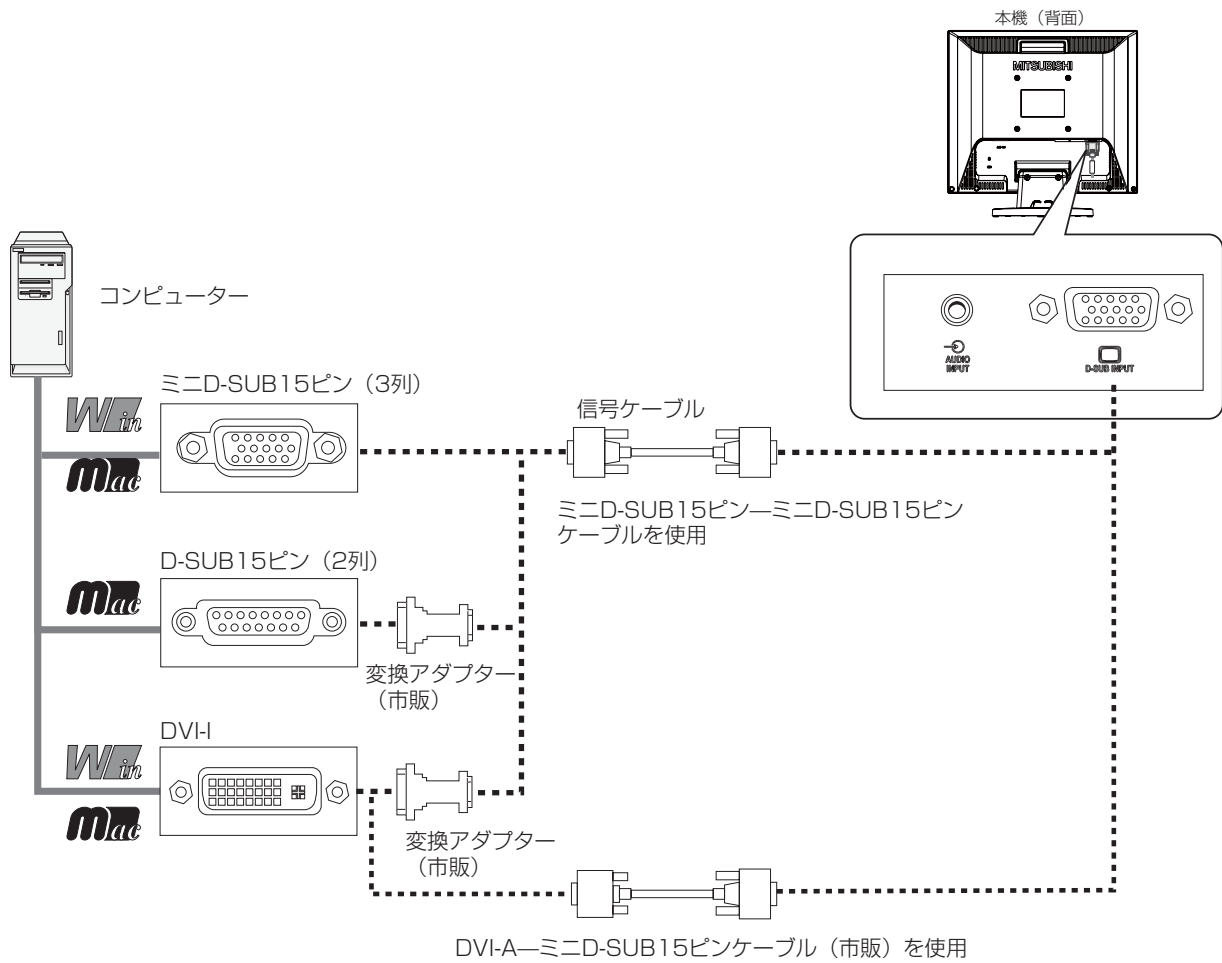 本機（背面）
MITSUBISHI
コンピューター
AUDIO
INPUT
D-SUB INPUT
ミニD-SUB15ピン（3列）
Win
Mac
信号ケーブル
ミニD-SUB15ピン―ミニD-SUB15ピン
ケーブルを使用
D-SUB15ピン（2列）
Mac
変換アダプター
（市販）
DVI-I
Win
Mac
変換アダプター
（市販）
DVI-A―ミニD-SUB15ピンケーブル（市販）を使用